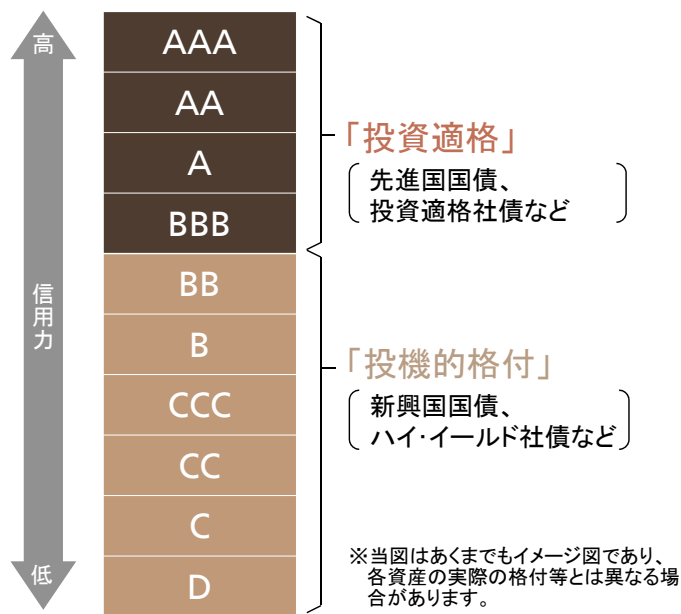 高
信用力
低
AAA
AA
A
BBB
BB
B
CCC
CC
C
D
「投資適格」
先進国国債、
投資適格社債など
「投機的格付」
新興国国債、
ハイ・イールド社債など
※当図はあくまでもイメージ図であり、
各資産の実際の格付等とは異なる場
合があります。